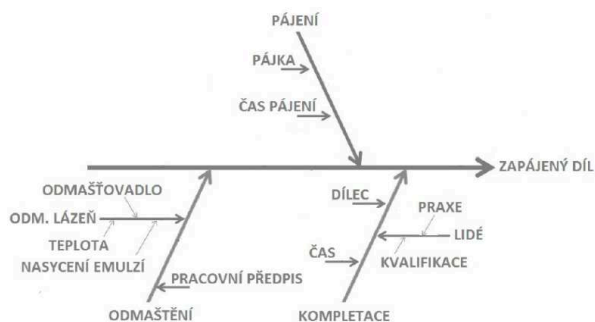 PÁJENÍ
PÁJKA
ČAS PÁJENÍ
ZAPÁJENÝ DÍL
ODMAŠŤOVADLO
ODM. LÁZEŇ
TEPLOTA
NASYCENÍ EMULZÍ
PRACOVNÍ PŘEDPIS
ODMAŠTĚNÍ
DÍLEC
PRAXE
LIDÉ
KVALIFIKACE
ČAS
KOMPLETACE